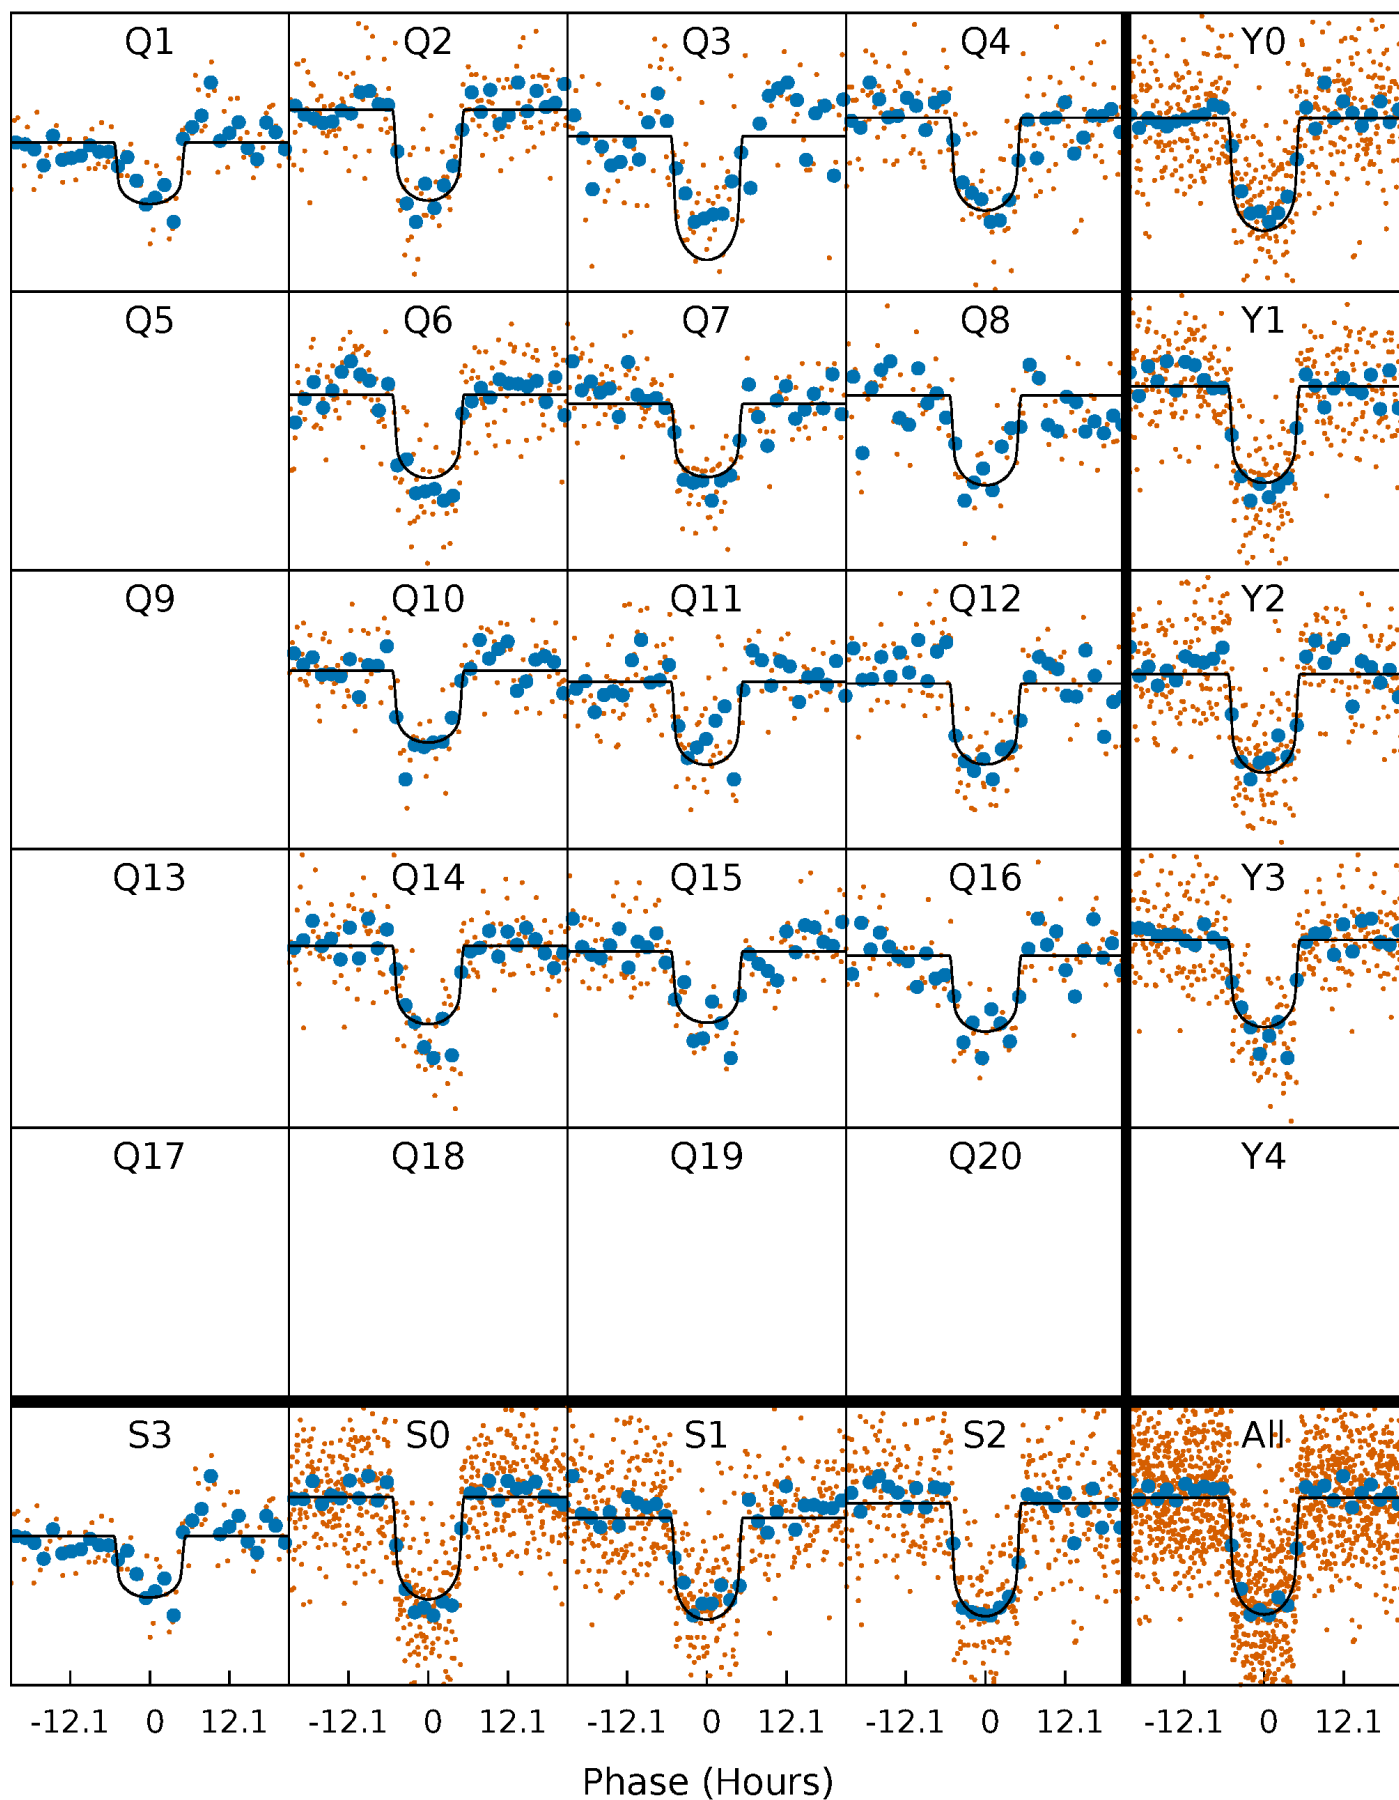 Q1 Q2 Q3 Q4 Y0
Q5 Q6 Q7 Q8 Y1
Q9 Q10 Q11 Q12 Y2
Q13 Q14 Q15 Q16 Y3
Q17 Q18 Q19 Q20 Y4
S3 S0 S1 S2 All
-12.1 0 12.1 -12.1 0 12.1 -12.1 0 12.1 -12.1 0 12.1 -12.1 0 12.1
Phase (Hours)